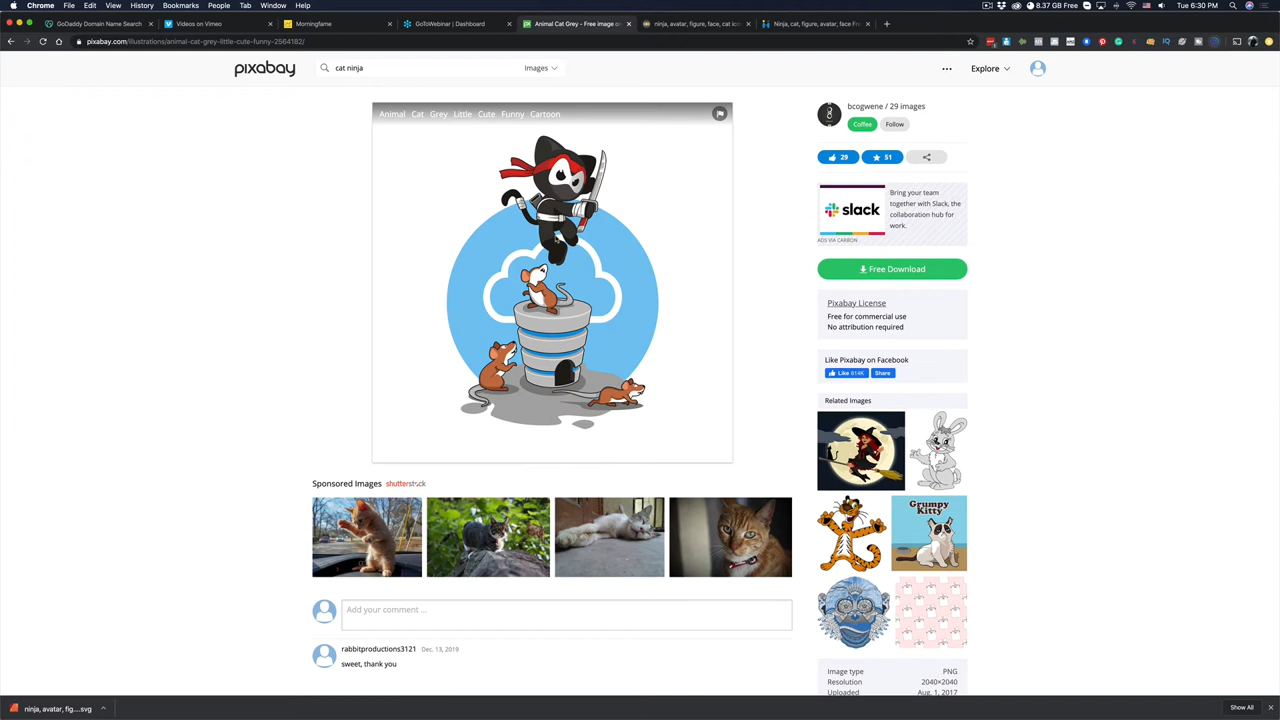 Chrome File Edit View History Bookmarks People Tab Window Help
8.37 GB Free
Tue 6:30 PM
GoDaddy Domain Name Search
Videos on Vimeo
Morningfame
GoToWebinar | Dashboard
Animal Cat Grey - Free image on
ninja, avatar, figure, face, cat ico
Ninja, cat, figure, avatar, face Fr
pixabay.com/illustrations/animal-cat-grey-little-cute-funny-2564182/
pixabay
cat ninja
Images
Explore
Animal Cat Grey Little Cute Funny Cartoon
bcogwene / 29 images
Coffee
Follow
29
51
slack
Bring your team
together with Slack, the
collaboration hub for
work.
ADS VIA CARBON
Free Download
Pixabay License
Free for commercial use
No attribution required
Like Pixabay on Facebook
Like 614K
Share
Related Images
Grumpy
Kitty
Sponsored Images shutterstock
Add your comment ...
rabbitproductions3121 Dec. 13, 2019
sweet, thank you
Image type PNG
Resolution 2040×2040
Uploaded Aug. 1, 2017
ninja, avatar, fig....svg
Show All